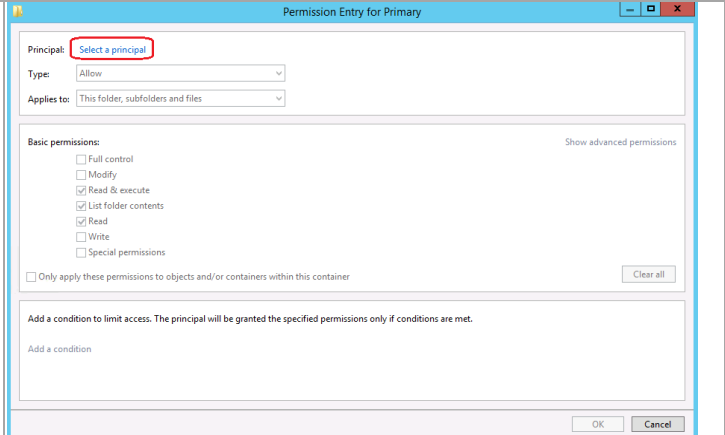 Permission Entry for Primary
Principal: Select a principal
Type: Allow
Applies to: This folder, subfolders and files
Basic permissions: Show advanced permissions
Full control
Modify
Read & execute
List folder contents
Read
Write
Special permissions
Only apply these permissions to objects and/or containers within this container Clear all
Add a condition to limit access. The principal will be granted the specified permissions only if conditions are met.
Add a condition
OK Cancel